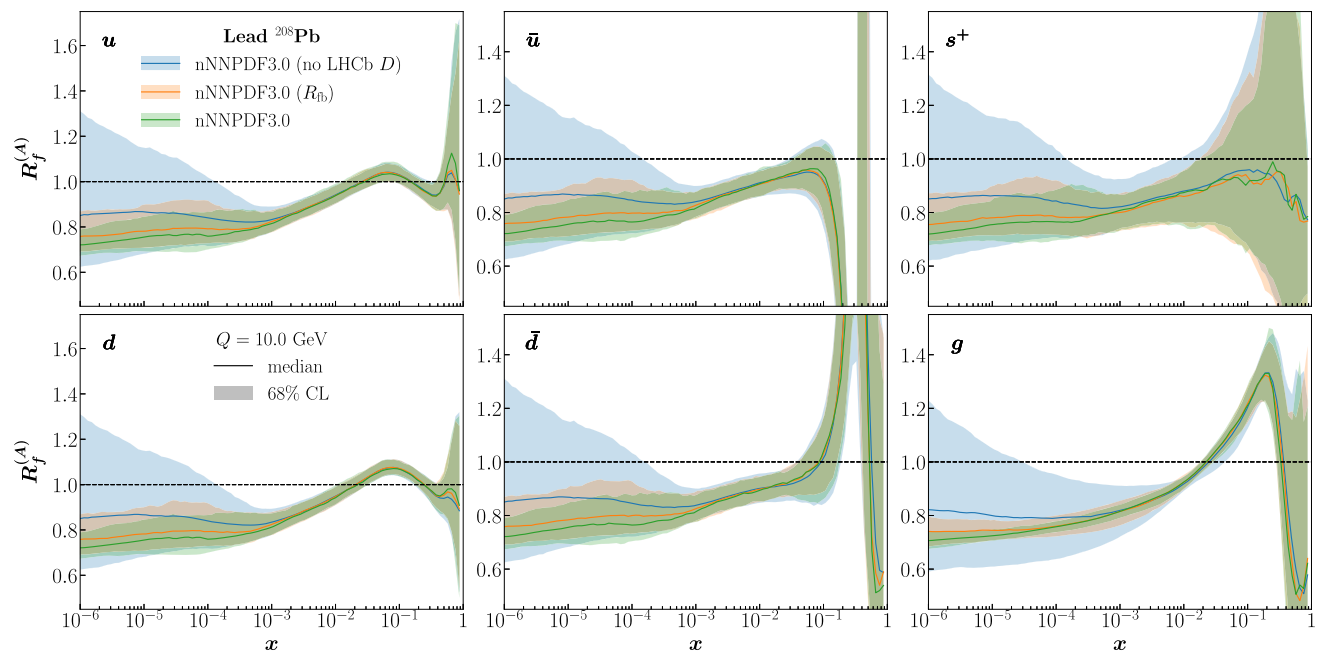 u
Lead ²⁰⁸Pb
nNNPDF3.0 (no LHCb D)
nNNPDF3.0 (R_fb)
nNNPDF3.0
R_f^(A)
1.6
1.4
1.2
1.0
0.8
0.6
ū
1.4
1.2
1.0
0.8
0.6
s⁺
1.4
1.2
1.0
0.8
0.6
d
Q = 10.0 GeV
median
68% CL
R_f^(A)
1.6
1.4
1.2
1.0
0.8
0.6
10⁻⁶ 10⁻⁵ 10⁻⁴ 10⁻³ 10⁻² 10⁻¹ 1
x
d̄
1.4
1.2
1.0
0.8
0.6
10⁻⁶ 10⁻⁵ 10⁻⁴ 10⁻³ 10⁻² 10⁻¹ 1
x
g
1.4
1.2
1.0
0.8
0.6
10⁻⁶ 10⁻⁵ 10⁻⁴ 10⁻³ 10⁻² 10⁻¹ 1
x